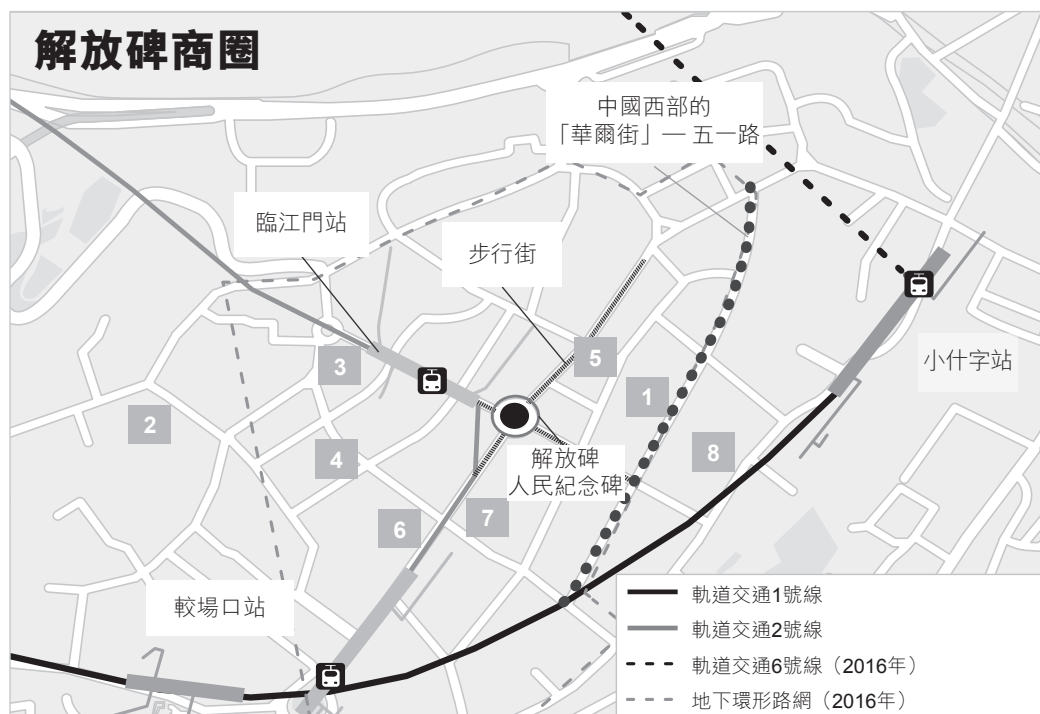 解放碑商圈
中國西部的
「華爾街」— 五一路
臨江門站
步行街
3
5
小什字站
1
2
解放碑
人民紀念碑
4
8
7
6
較場口站
軌道交通1號線
軌道交通2號線
軌道交通6號線（2016年）
地下環形路網（2016年）